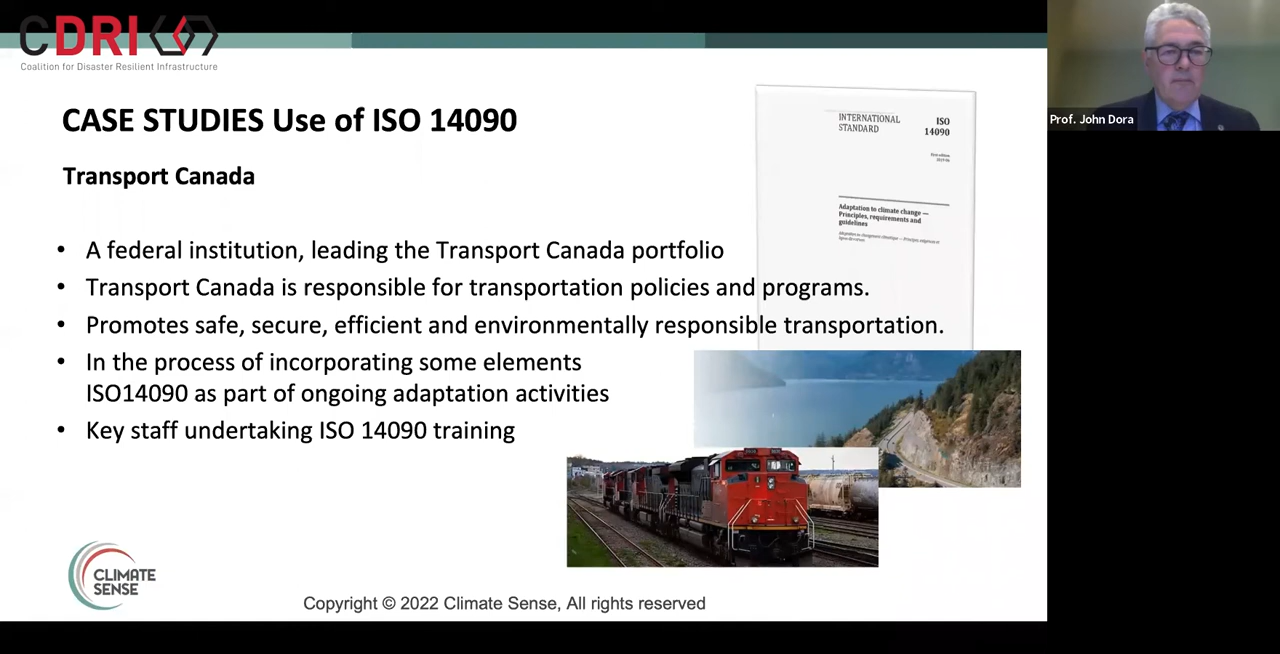 CDRI
Coalition for Disaster Resilient Infrastructure
CASE STUDIES Use of ISO 14090
Transport Canada
• A federal institution, leading the Transport Canada portfolio
• Transport Canada is responsible for transportation policies and programs.
• Promotes safe, secure, efficient and environmentally responsible transportation.
• In the process of incorporating some elements
ISO14090 as part of ongoing adaptation activities
• Key staff undertaking ISO 14090 training
INTERNATIONAL
STANDARD
ISO
14090
First edition
2019-06
Adaptation to climate change —
Principles, requirements and
guidelines
CLIMATE
SENSE
Copyright © 2022 Climate Sense, All rights reserved
Prof. John Dora